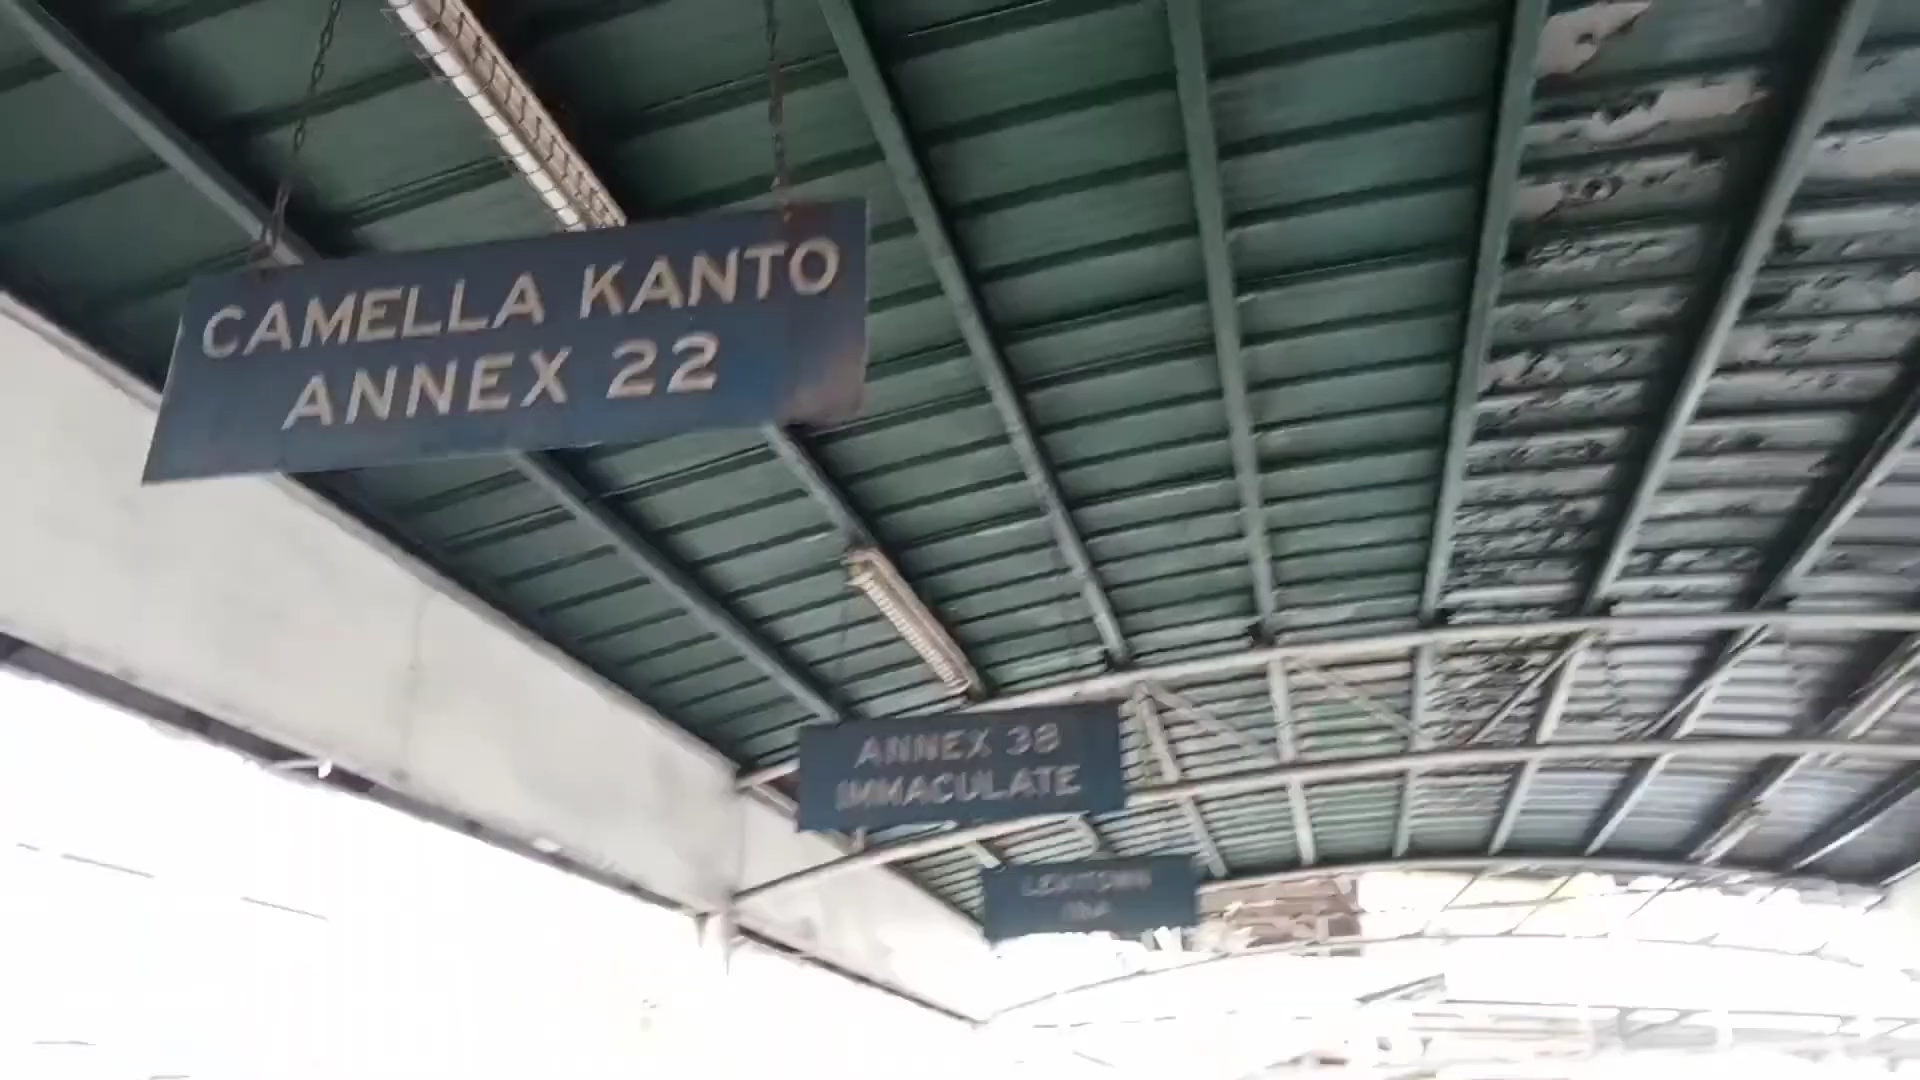 CAMELLA KANTO
ANNEX 22
ANNEX 38
IMMACULATE